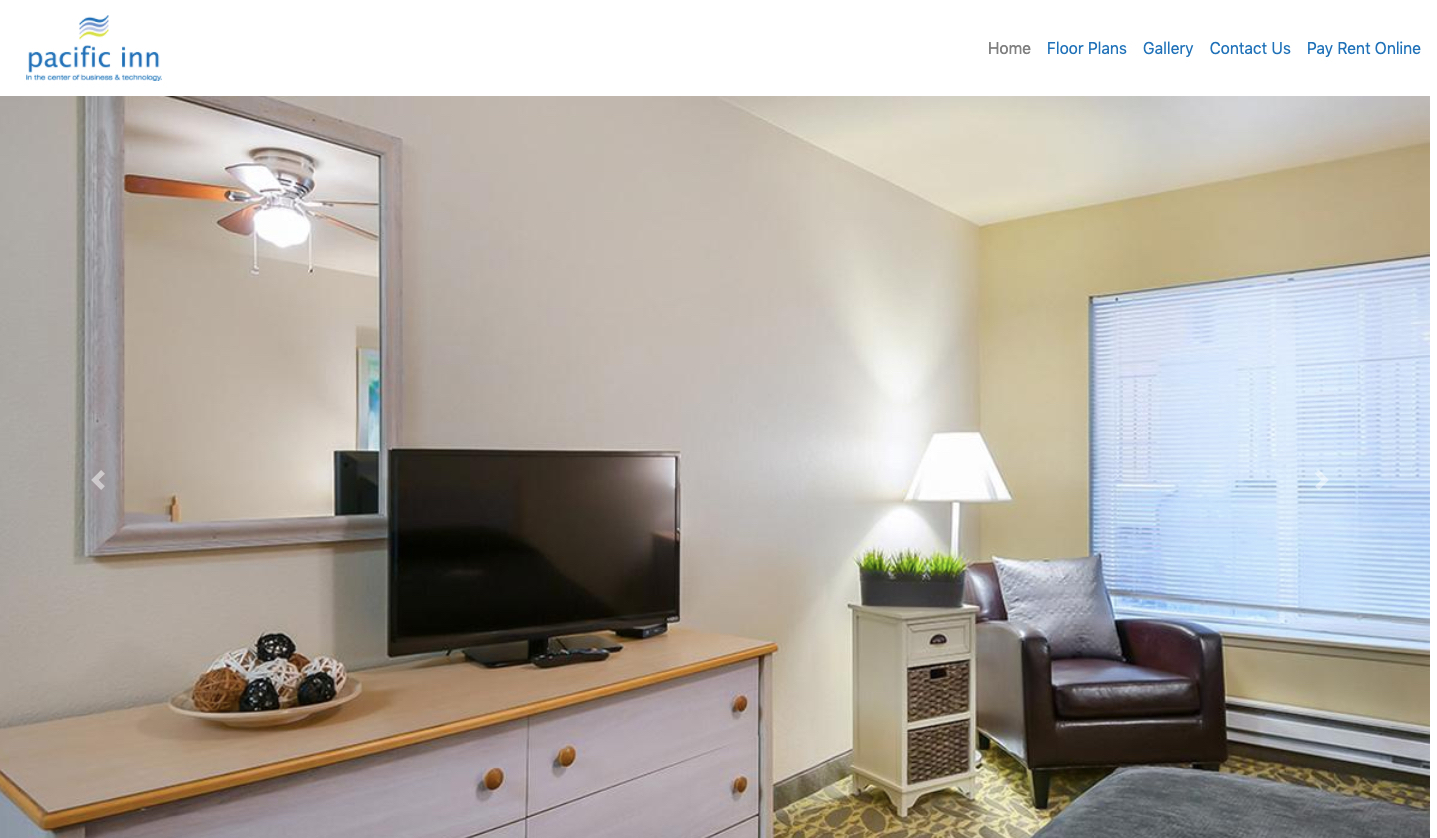 pacific inn
in the center of business & technology.
Home Floor Plans Gallery Contact Us Pay Rent Online